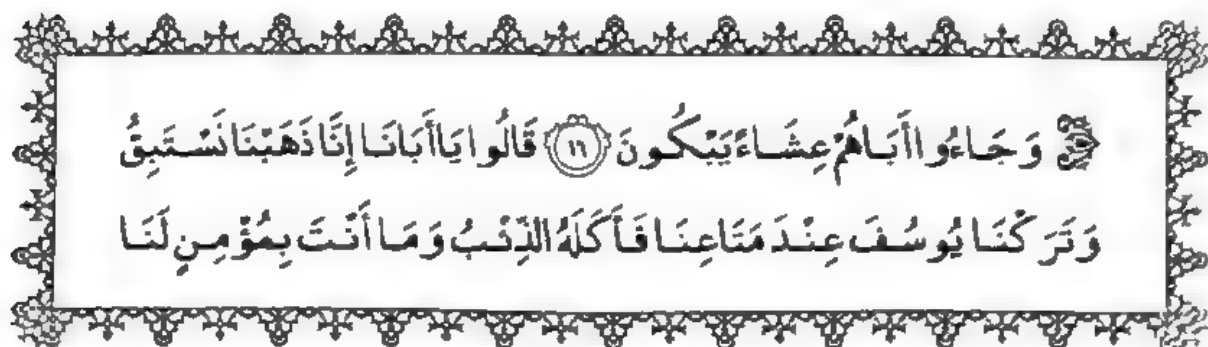 وَجَاءُوا أَبَاهُمْ عِشَاءً يَبْكُونَ ١٦ قَالُوا يَا أَبَانَا إِنَّا ذَهَبْنَا نَسْتَبِقُ
وَتَرَكْنَا يُوسُفَ عِنْدَ مَتَاعِنَا فَأَكَلَهُ الذِّئْبُ وَمَا أَنْتَ بِمُؤْمِنٍ لَنَا